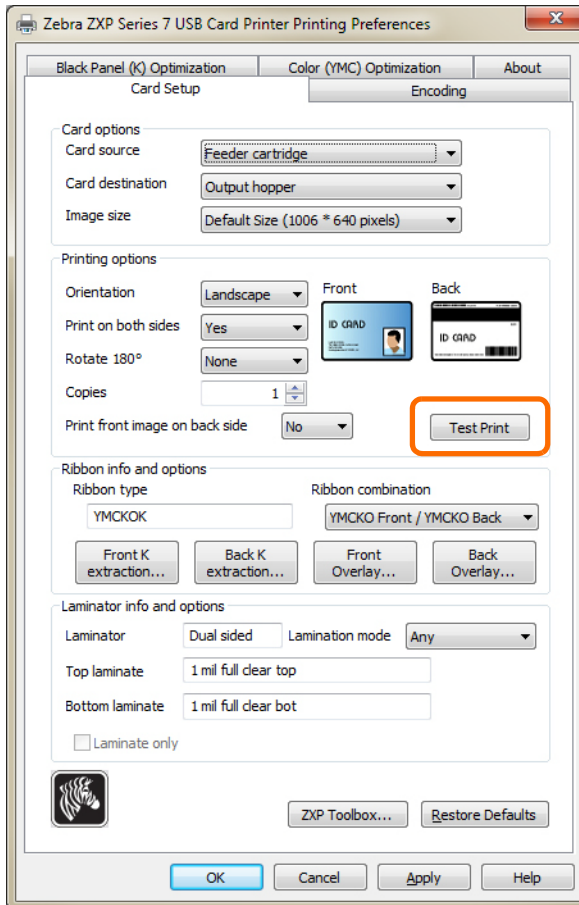 Zebra ZXP Series 7 USB Card Printer Printing Preferences
Black Panel (K) Optimization Color (YMC) Optimization About
Card Setup Encoding
Card options
Card source Feeder cartridge
Card destination Output hopper
Image size Default Size (1006 * 640 pixels)
Printing options
Orientation Landscape Front Back
Print on both sides Yes
ID CARD ID CARD
Rotate 180° None
Copies 1
Print front image on back side No Test Print
Ribbon info and options
Ribbon type Ribbon combination
YMCKOK YMCKO Front / YMCKO Back
Front K Back K Front Back
extraction... extraction... Overlay... Overlay...
Laminator info and options
Laminator Dual sided Lamination mode Any
Top laminate 1 mil full clear top
Bottom laminate 1 mil full clear bot
Laminate only
ZXP Toolbox... Restore Defaults
OK Cancel Apply Help